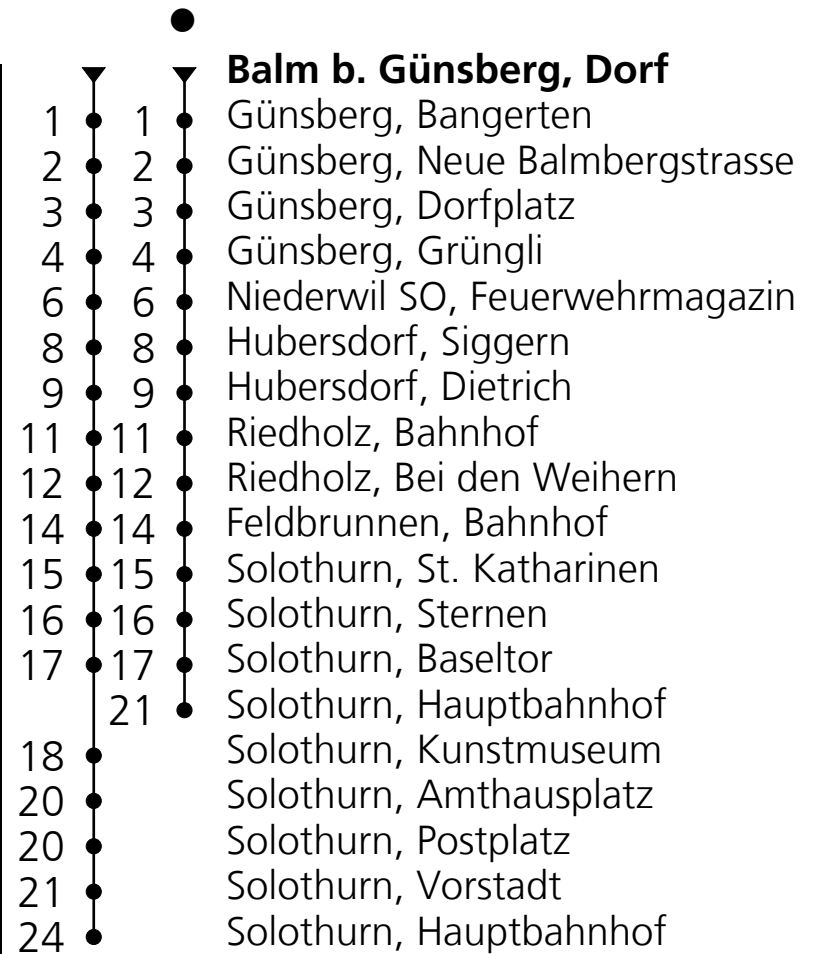 Balm b. Günsberg, Dorf
1 1 Günsberg, Bangerten
2 2 Günsberg, Neue Balmbergstrasse
3 3 Günsberg, Dorfplatz
4 4 Günsberg, Grüngli
6 6 Niederwil SO, Feuerwehrmagazin
8 8 Hubersdorf, Siggern
9 9 Hubersdorf, Dietrich
11 11 Riedholz, Bahnhof
12 12 Riedholz, Bei den Weihern
14 14 Feldbrunnen, Bahnhof
15 15 Solothurn, St. Katharinen
16 16 Solothurn, Sternen
17 17 Solothurn, Baseltor
21 Solothurn, Hauptbahnhof
18 Solothurn, Kunstmuseum
20 Solothurn, Amthausplatz
20 Solothurn, Postplatz
21 Solothurn, Vorstadt
24 Solothurn, Hauptbahnhof